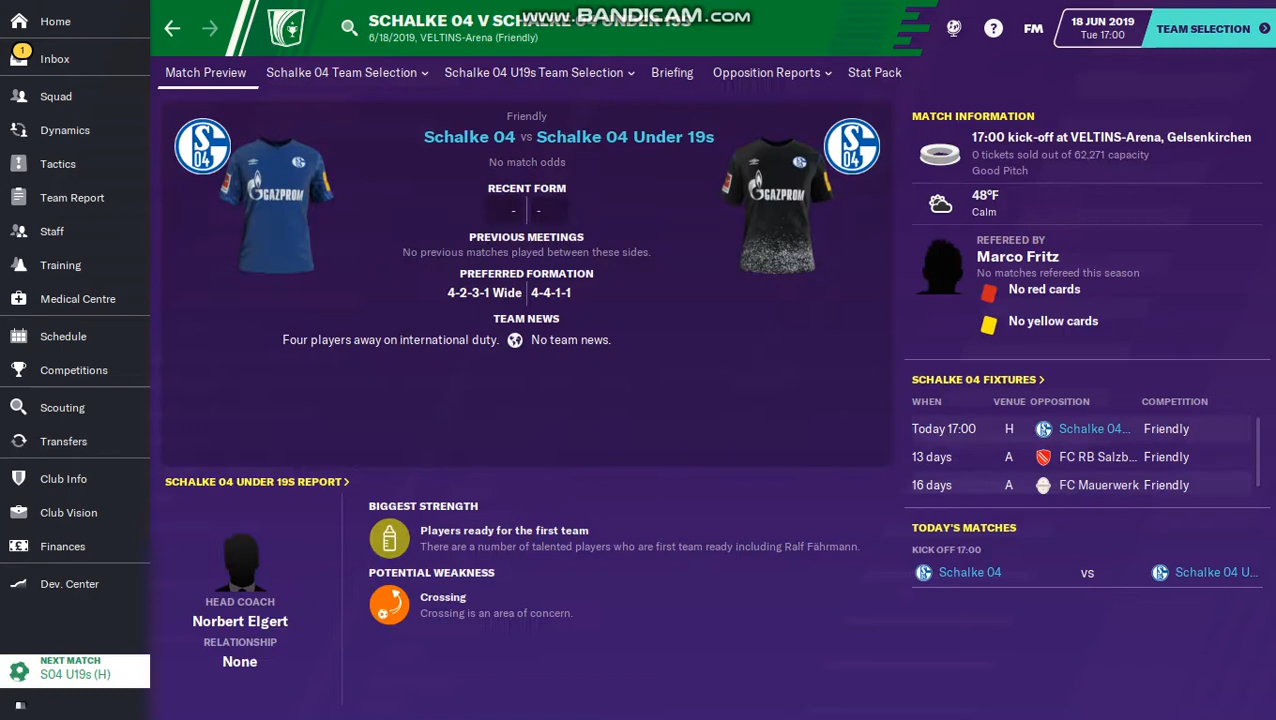 Home
Inbox
1
Squad
Dynamics
Tactics
Team Report
Staff
Training
Medical Centre
Schedule
Competitions
Scouting
Transfers
Club Info
Club Vision
Finances
Dev. Center
NEXT MATCH
S04 U19s (H)
SCHALKE 04 V SCHALKE 04 UNDER 19S
www.BANDICAM.com
6/18/2019, VELTINS-Arena (Friendly)
?
FM
18 JUN 2019
Tue 17:00
TEAM SELECTION
Match Preview
Schalke 04 Team Selection
Schalke 04 U19s Team Selection
Briefing
Opposition Reports
Stat Pack
Friendly
Schalke 04 vs Schalke 04 Under 19s
No match odds
RECENT FORM
- -
PREVIOUS MEETINGS
No previous matches played between these sides.
PREFERRED FORMATION
4-2-3-1 Wide 4-4-1-1
TEAM NEWS
Four players away on international duty. No team news.
S04
GAZPROM
S04
GAZPROM
SCHALKE 04 UNDER 19S REPORT >
HEAD COACH
Norbert Elgert
RELATIONSHIP
None
BIGGEST STRENGTH
Players ready for the first team
There are a number of talented players who are first team ready including Ralf Fährmann.
POTENTIAL WEAKNESS
Crossing
Crossing is an area of concern.
MATCH INFORMATION
17:00 kick-off at VELTINS-Arena, Gelsenkirchen
0 tickets sold out of 62,271 capacity
Good Pitch
48°F
Calm
REFEREED BY
Marco Fritz
No matches refereed this season
No red cards
No yellow cards
SCHALKE 04 FIXTURES >
WHEN VENUE OPPOSITION COMPETITION
Today 17:00 H Schalke 04... Friendly
13 days A FC RB Salzb... Friendly
16 days A FC Mauerwerk Friendly
TODAY'S MATCHES
KICK OFF 17:00
Schalke 04 vs Schalke 04 U...